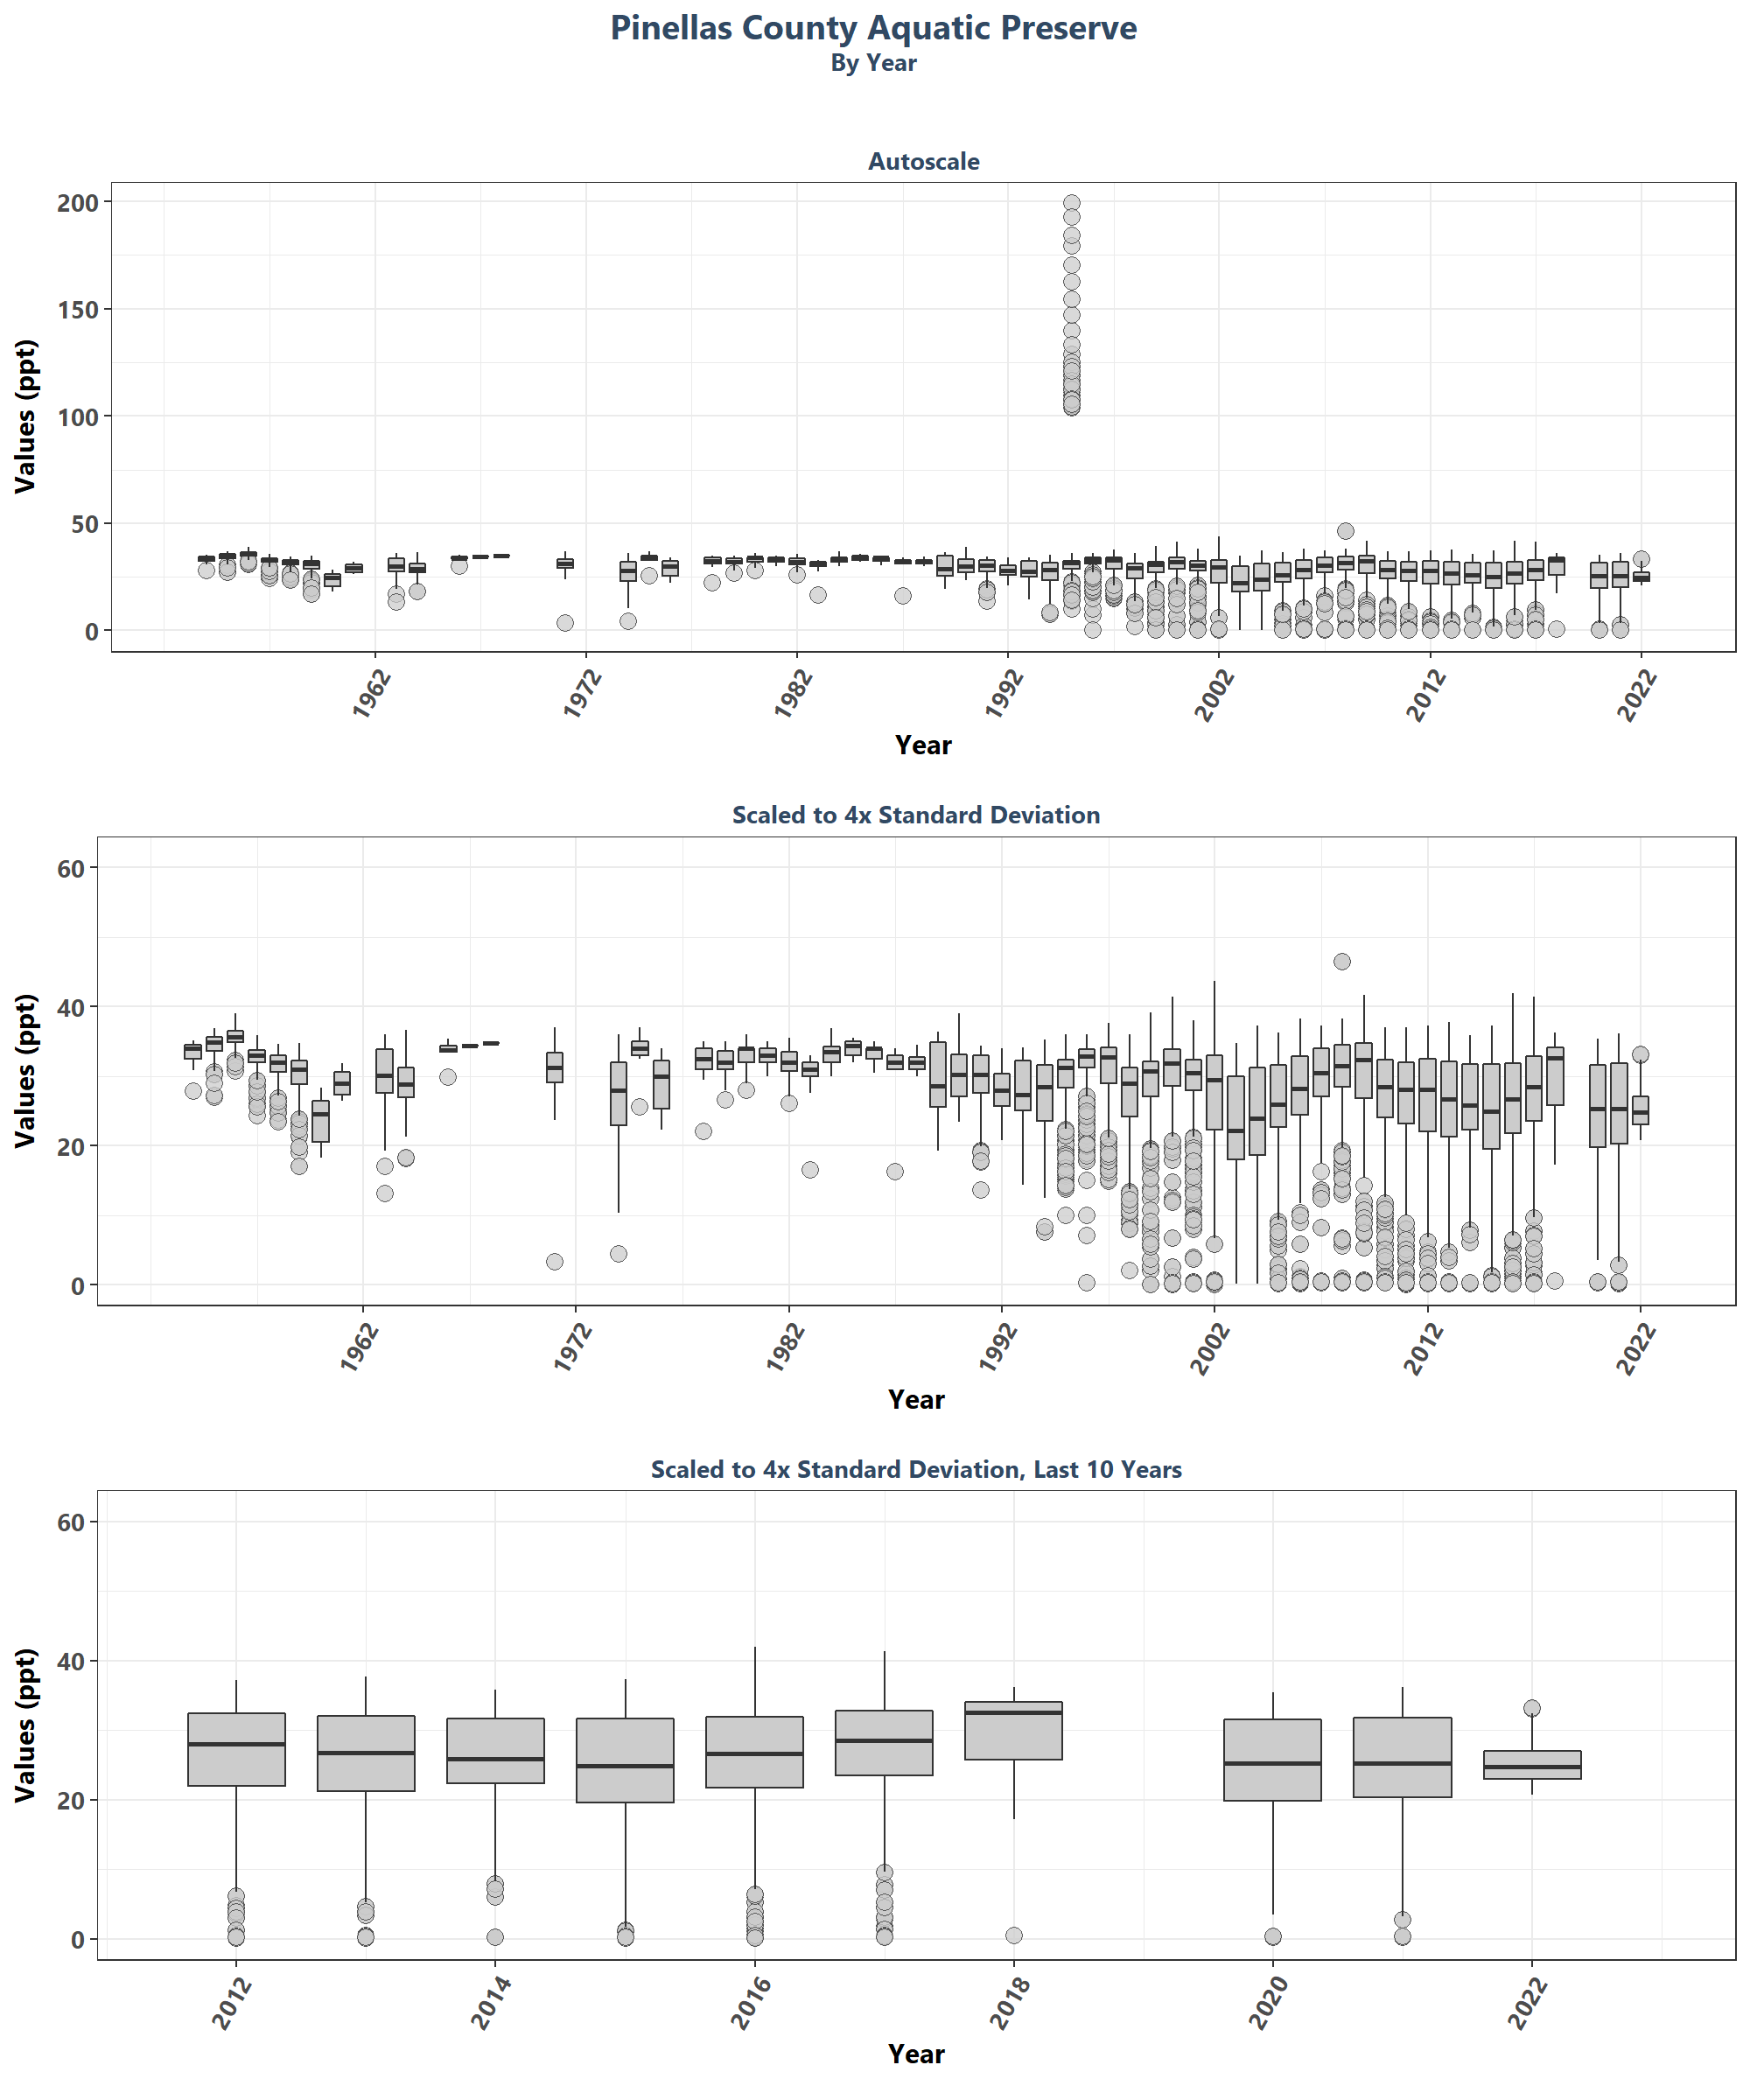 Pinellas County Aquatic Preserve
By Year
Autoscale
200
150
100
50
0
Values (ppt)
1962 1972 1982 1992 2002 2012 2022
Year
Scaled to 4x Standard Deviation
60
40
20
0
Values (ppt)
1962 1972 1982 1992 2002 2012 2022
Year
Scaled to 4x Standard Deviation, Last 10 Years
60
40
20
0
Values (ppt)
2012 2014 2016 2018 2020 2022
Year